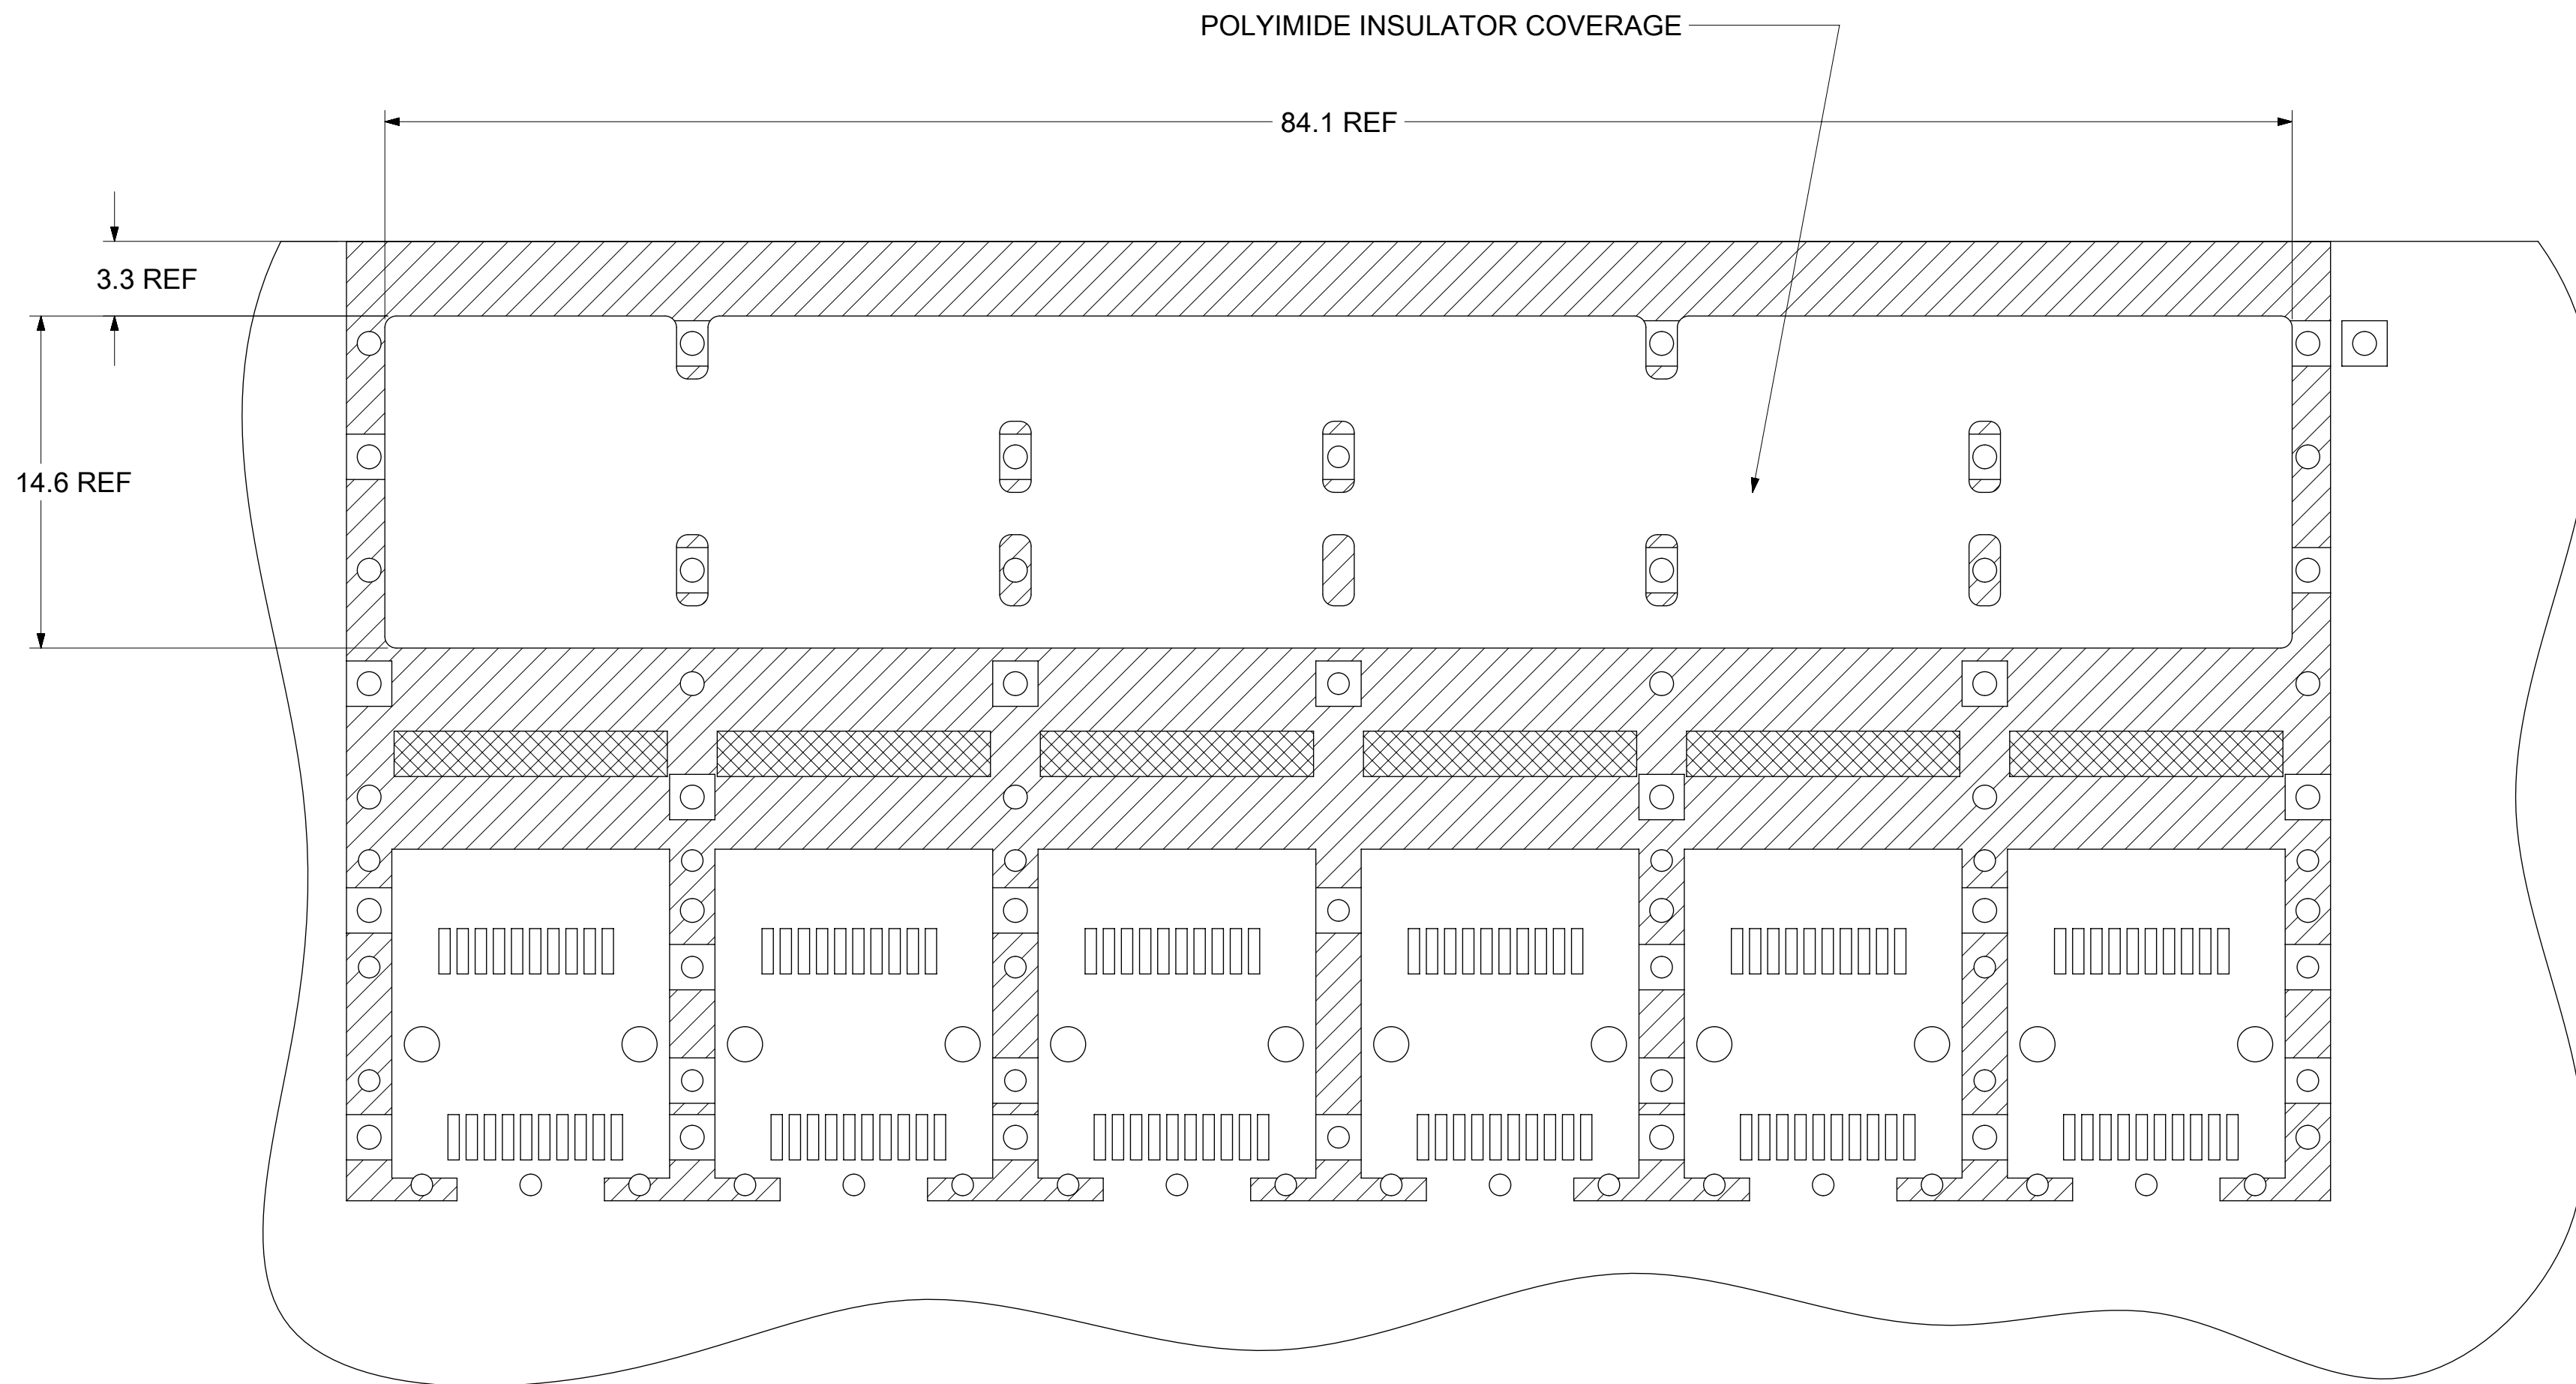 POLYIMIDE INSULATOR COVERAGE
84.1 REF
3.3 REF
14.6 REF